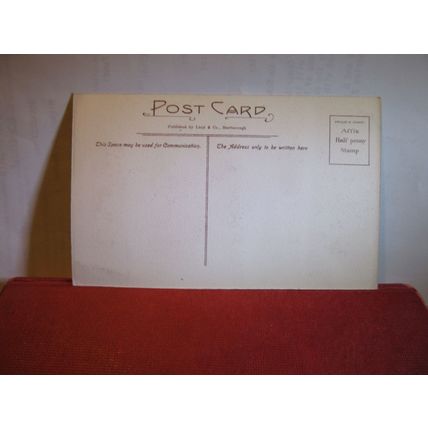 POST CARD
Published by Lacy & Co., Scarborough
This Space may be used for Communication.
The Address only to be written here
Affix
Half penny
Stamp